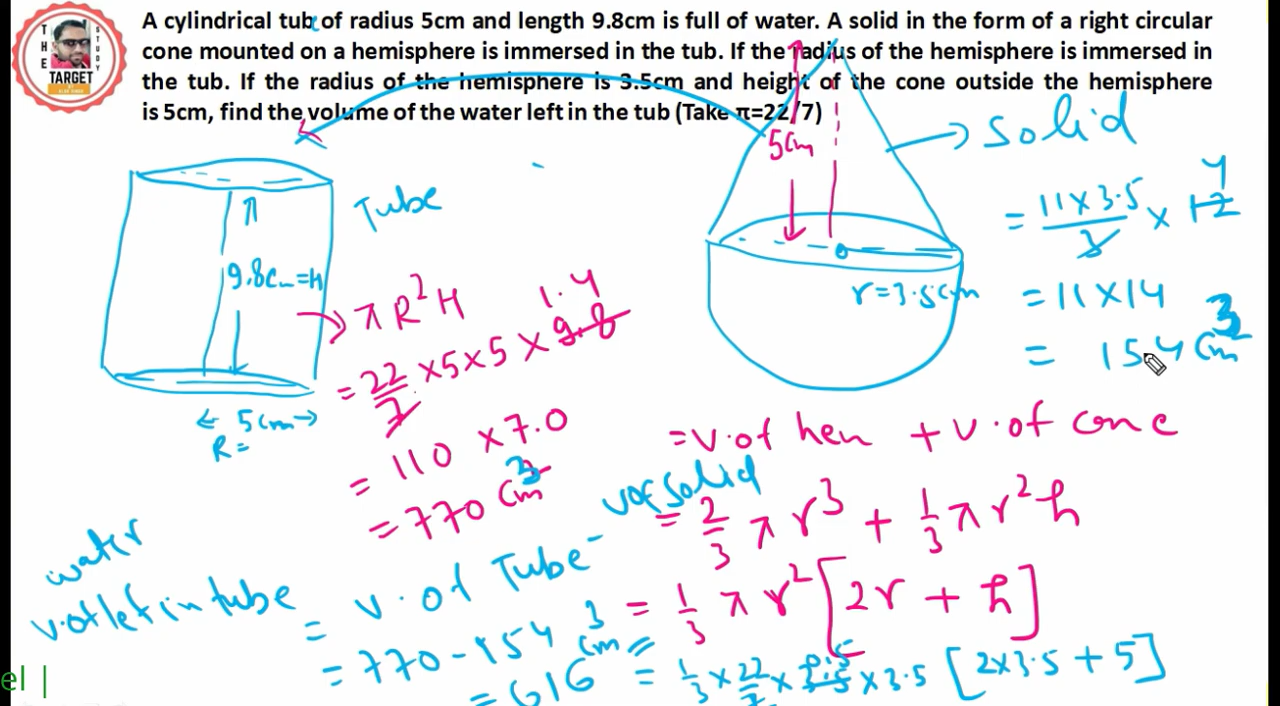 A cylindrical tub of radius 5cm and length 9.8cm is full of water. A solid in the form of a right circular
cone mounted on a hemisphere is immersed in the tub. If the radius of the hemisphere is immersed in
the tub. If the radius of the hemisphere is 3.5cm and height of the cone outside the hemisphere
is 5cm, find the volume of the water left in the tub (Take π=22/7)
THE
STUDY
TARGET
5cm
Solid
Tube
9.8cm=H
5cm
R=
→ πR²H
= 22/7 × 5 × 5 × 9.8 1.4
= 110 × 7.0
= 770 cm³
r=3.5cm
= 11×3.5/3 × 12 4
= 11×14
= 154 cm³
= V.of hem + V.of cone
V of solid = 2/3 πr³ + 1/3 πr²h
= 1/3 πr² [2r + h]
= 1/3 × 22/7 × 3.5 × 3.5 [2×3.5 + 5]
water
v.of left in tube = V. of Tube -
= 770 - 154
= 616 cm³
el |